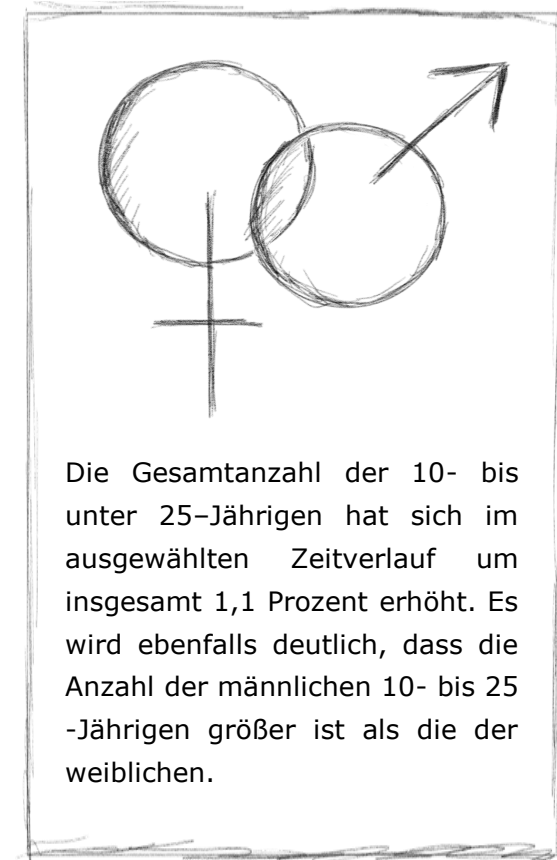 Die Gesamtanzahl der 10- bis
unter 25–Jährigen hat sich im
ausgewählten Zeitverlauf um
insgesamt 1,1 Prozent erhöht. Es
wird ebenfalls deutlich, dass die
Anzahl der männlichen 10- bis 25
-Jährigen größer ist als die der
weiblichen.